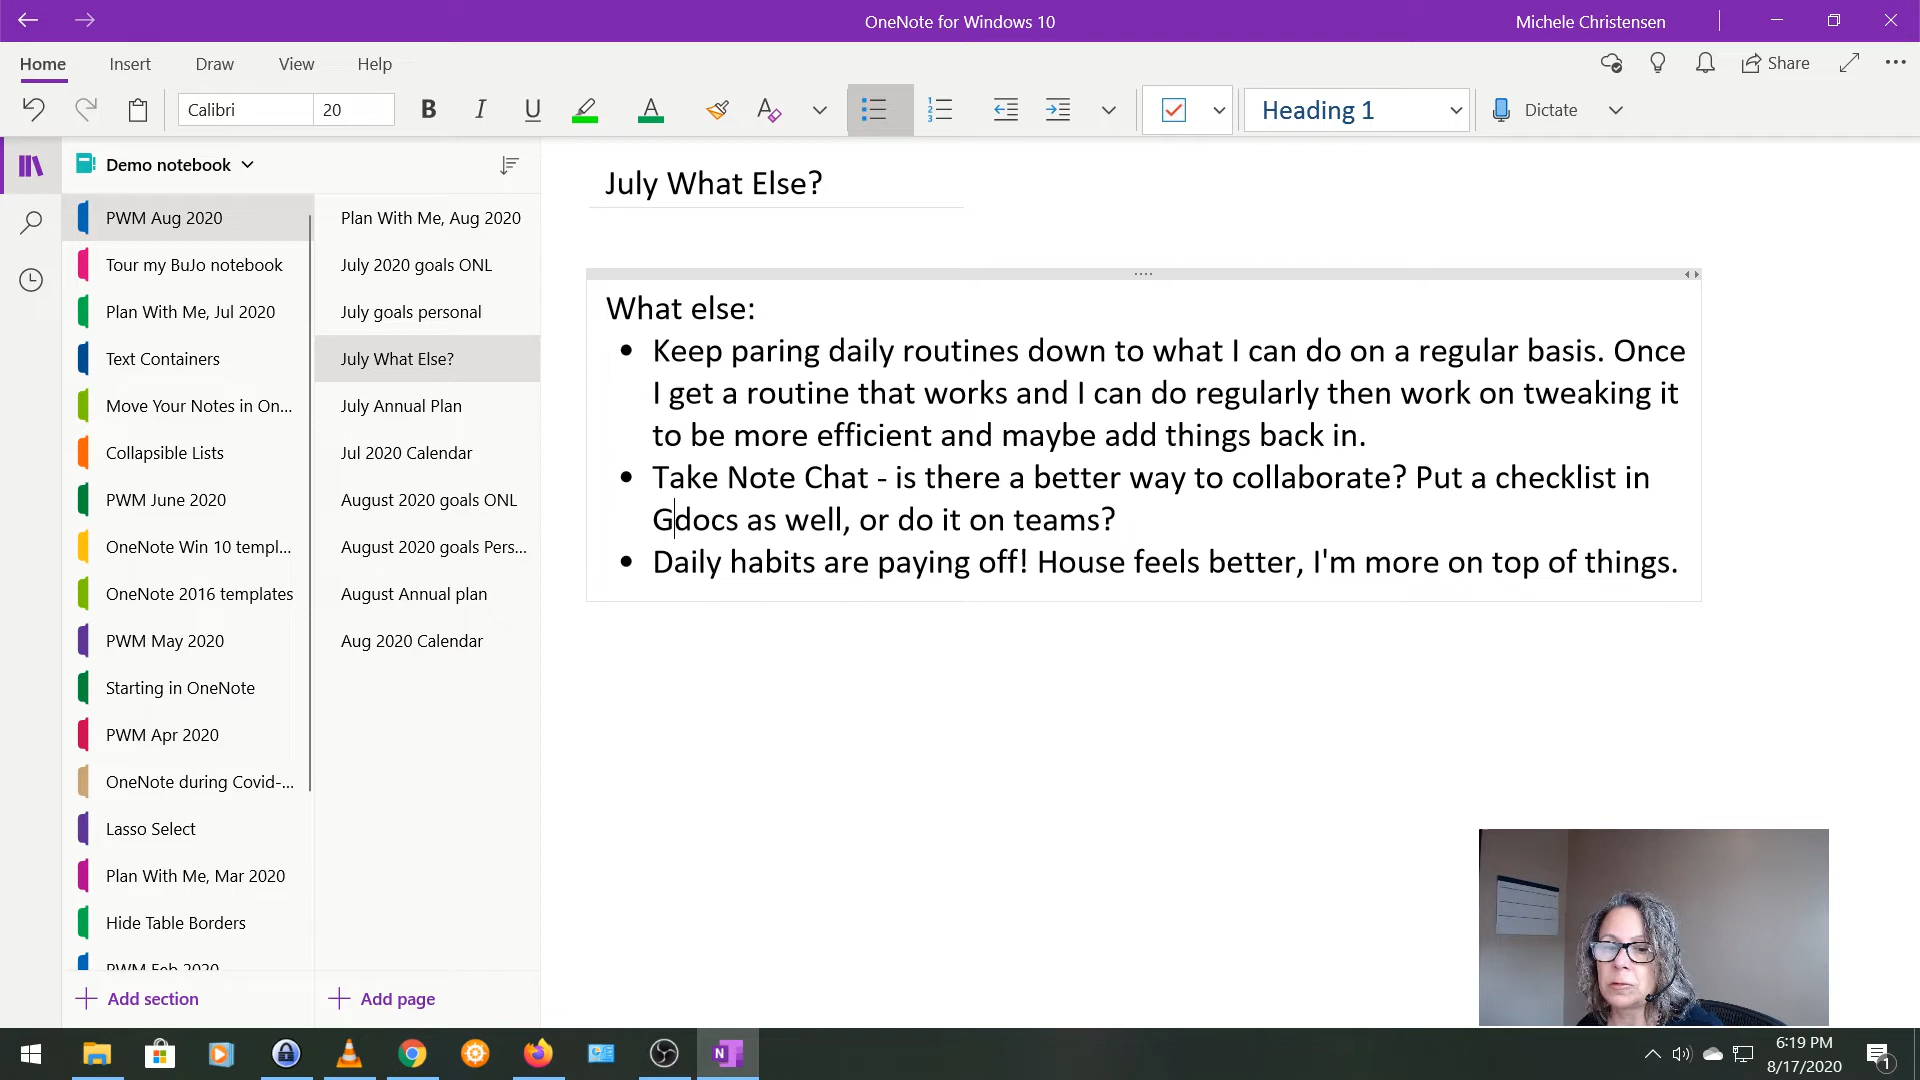 OneNote for Windows 10
Michele Christensen
Home Insert Draw View Help
Share
Calibri 20 B I U A A Heading 1 Dictate
Demo notebook
PWM Aug 2020
Tour my BuJo notebook
Plan With Me, Jul 2020
Text Containers
Move Your Notes in On...
Collapsible Lists
PWM June 2020
OneNote Win 10 templ...
OneNote 2016 templates
PWM May 2020
Starting in OneNote
PWM Apr 2020
OneNote during Covid-...
Lasso Select
Plan With Me, Mar 2020
Hide Table Borders
PWM Feb 2020
Add section
Plan With Me, Aug 2020
July 2020 goals ONL
July goals personal
July What Else?
July Annual Plan
Jul 2020 Calendar
August 2020 goals ONL
August 2020 goals Pers...
August Annual plan
Aug 2020 Calendar
Add page
July What Else?
What else:
• Keep paring daily routines down to what I can do on a regular basis. Once
I get a routine that works and I can do regularly then work on tweaking it
to be more efficient and maybe add things back in.
• Take Note Chat - is there a better way to collaborate? Put a checklist in
Gdocs as well, or do it on teams?
• Daily habits are paying off! House feels better, I'm more on top of things.
N
6:19 PM
8/17/2020
1